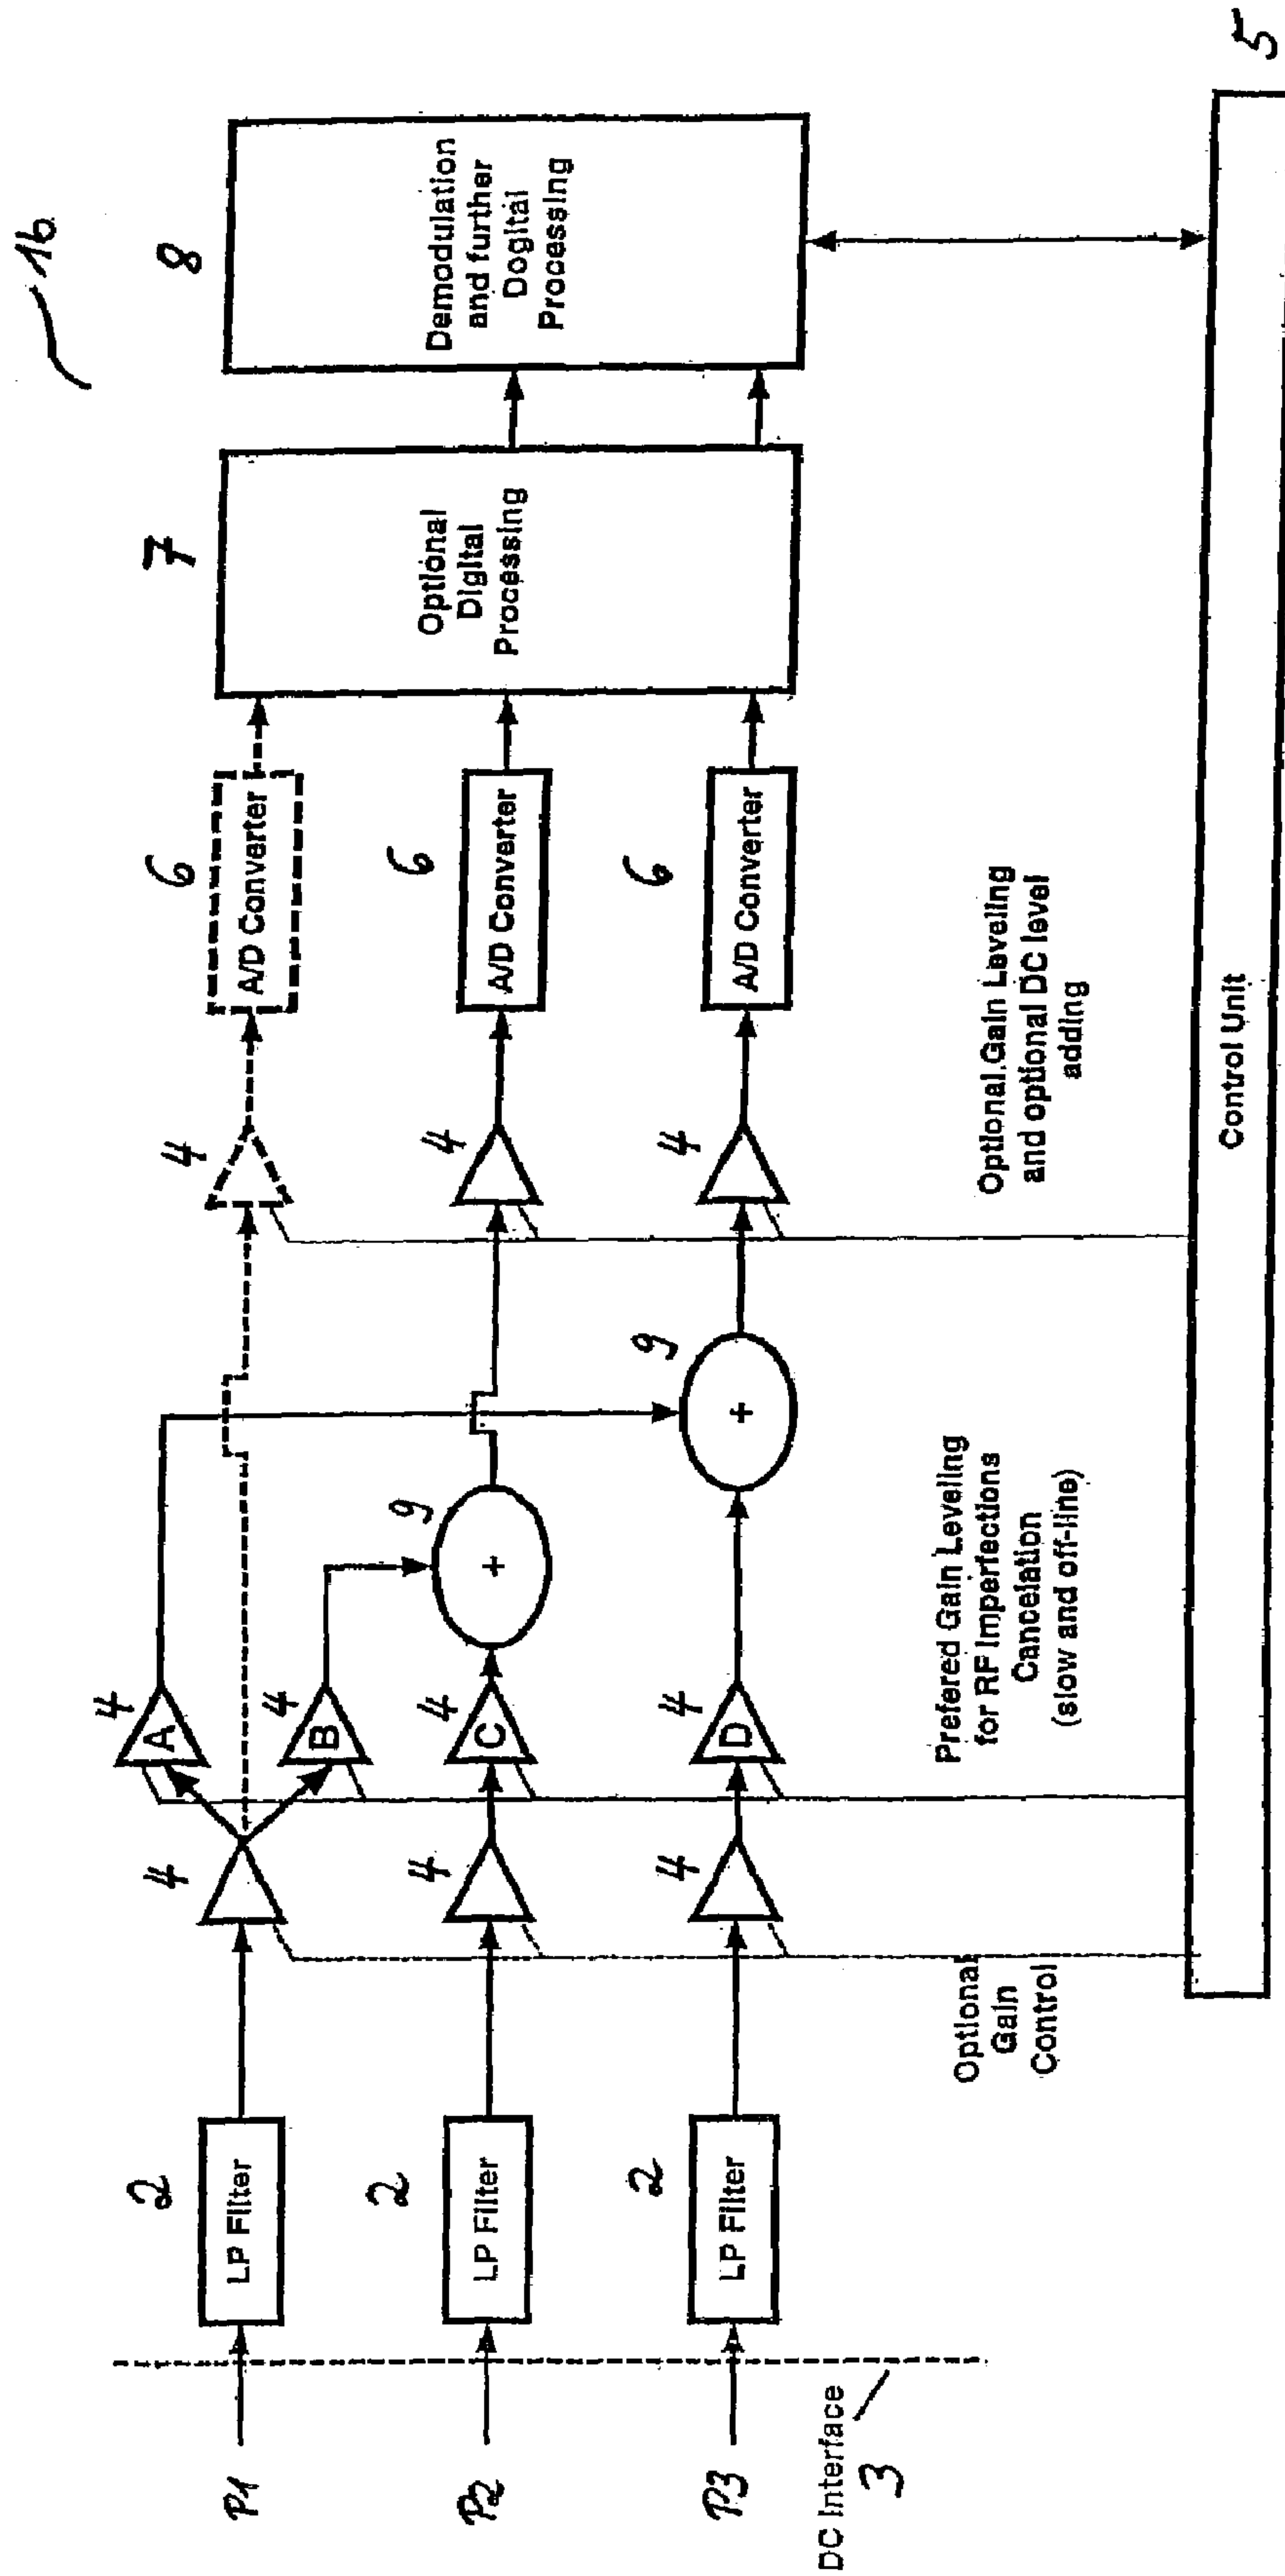 1b
8
7
Demodulation
and further
Dogital
Processing
Optional
Digital
Processing
6
A/D Converter
6
A/D Converter
6
A/D Converter
4
4
4
9
+
9
+
4
A
4
B
4
C
4
D
4
4
4
2
LP Filter
2
LP Filter
2
LP Filter
P1
P2
P3
DC Interface
3
Optional
Gain
Control
Prefered Gain Leveling
for RF Imperfections
Cancelation
(slow and off-line)
Optional Gain Leveling
and optional DC level
adding
Control Unit
5